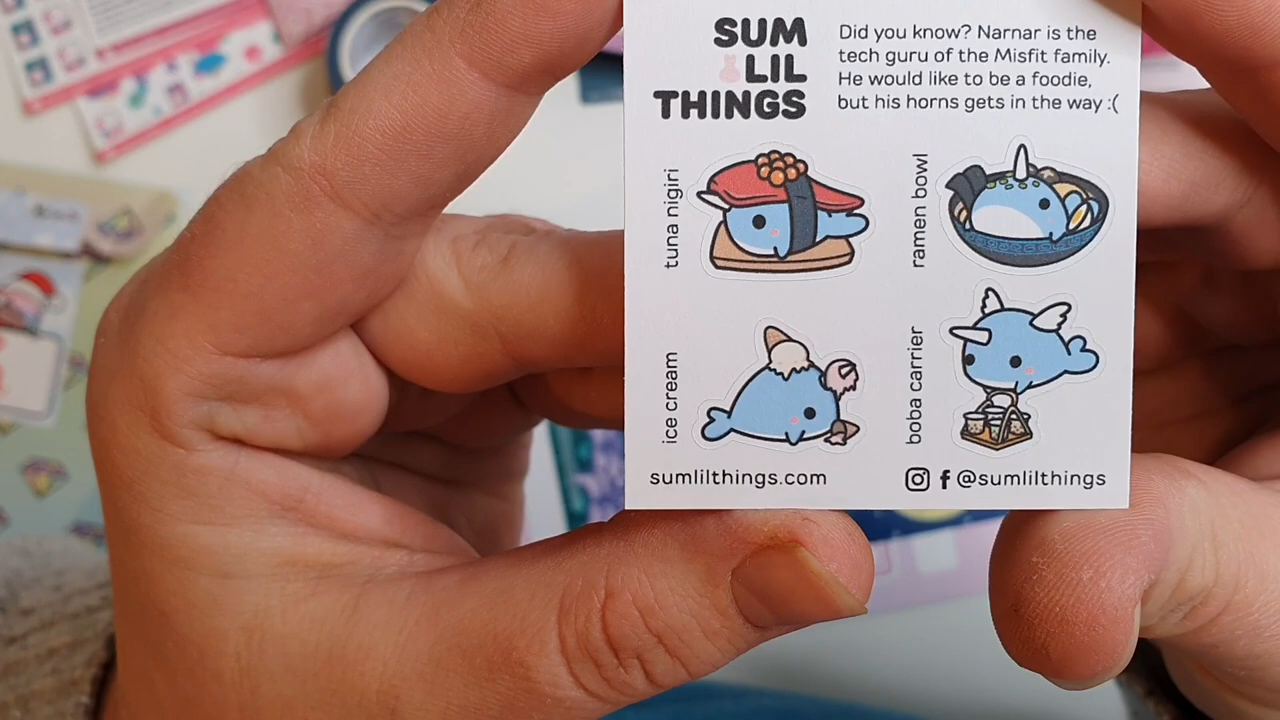 SUM
LIL
THINGS
Did you know? Narnar is the
tech guru of the Misfit family.
He would like to be a foodie,
but his horns gets in the way :(
tuna nigiri
ramen bowl
ice cream
boba carrier
sumlilthings.com
@sumlilthings